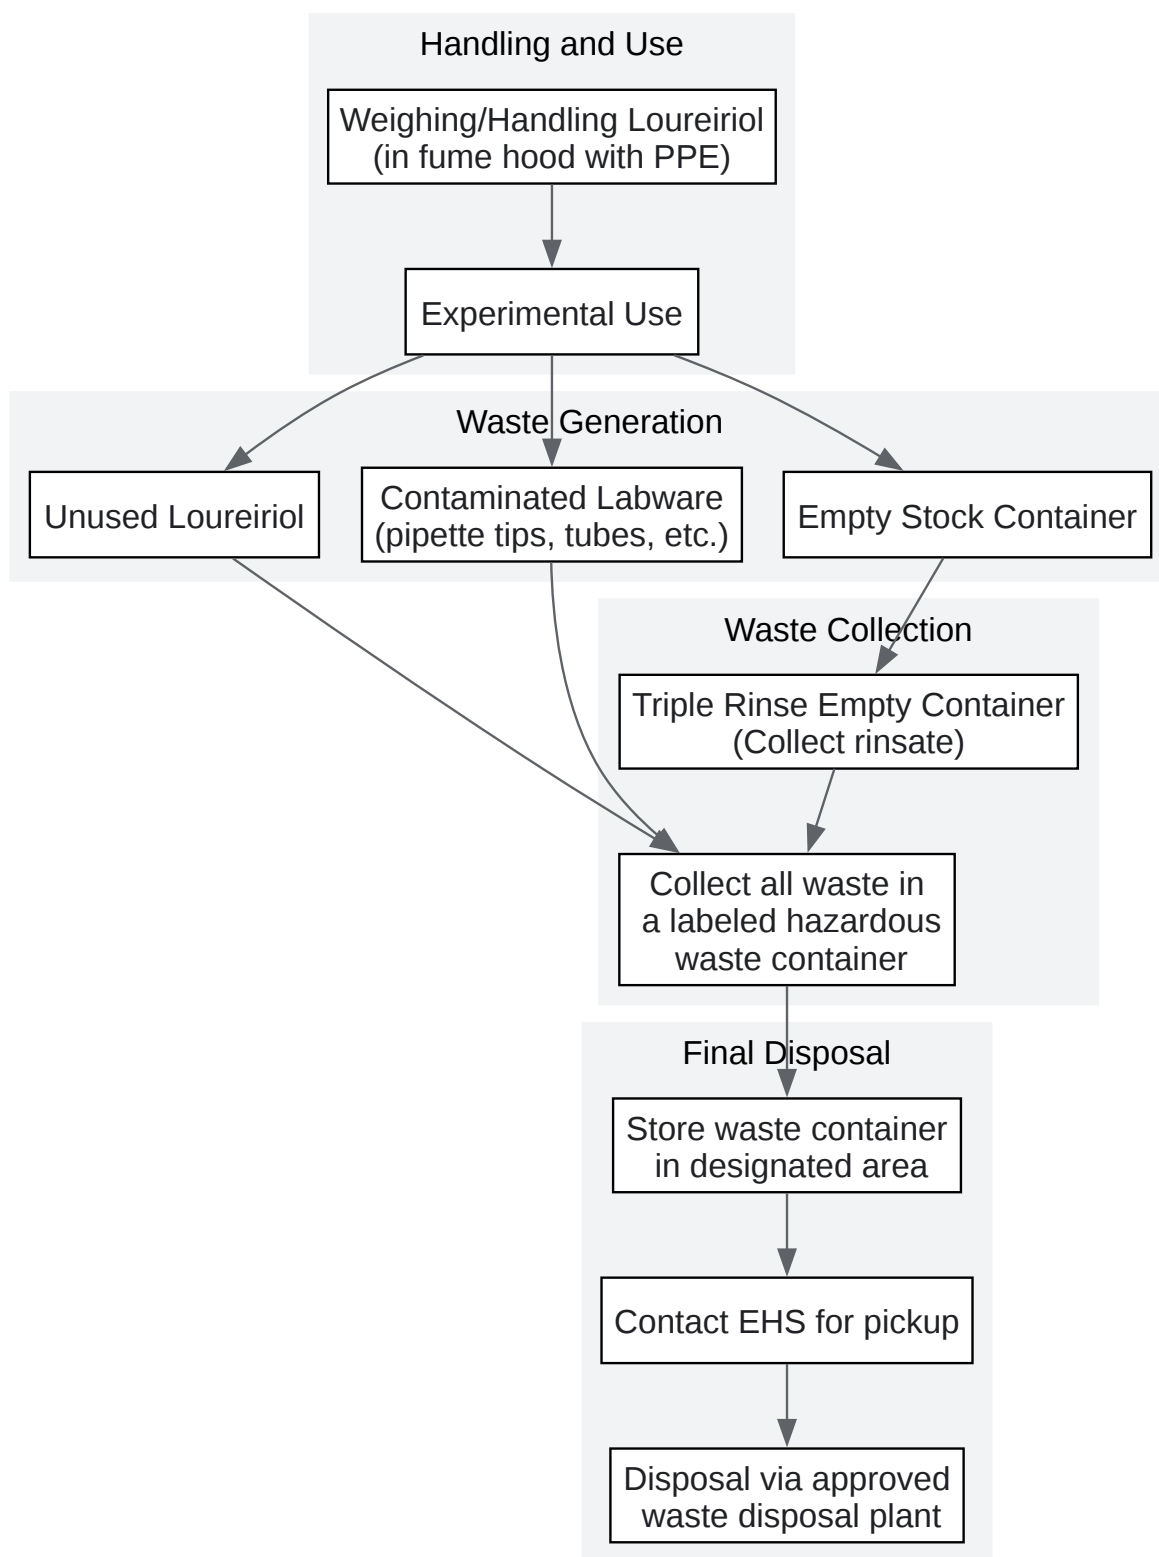 Handling and Use
Weighing/Handling Loureiriol
(in fume hood with PPE)
Experimental Use
Waste Generation
Unused Loureiriol
Contaminated Labware
(pipette tips, tubes, etc.)
Empty Stock Container
Waste Collection
Triple Rinse Empty Container
(Collect rinsate)
Collect all waste in
a labeled hazardous
waste container
Final Disposal
Store waste container
in designated area
Contact EHS for pickup
Disposal via approved
waste disposal plant